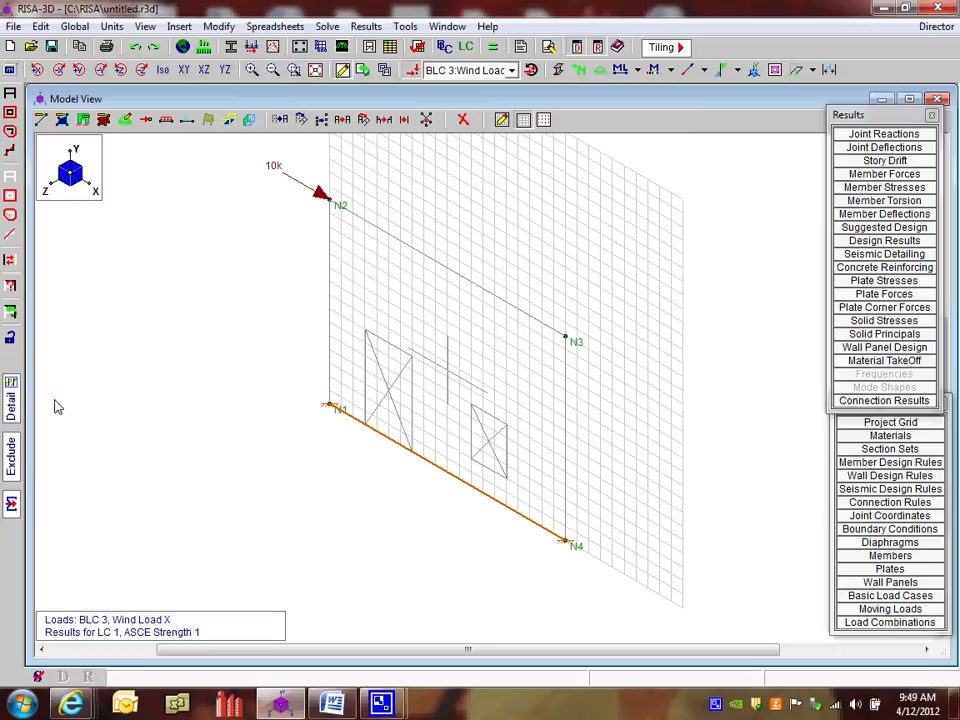 RISA-3D - [C:\RISA\untitled.r3d]
File Edit Global Units View Insert Modify Spreadsheets Solve Results Tools Window Help Director
LC D R Tiling
Iso XY XZ YZ BLC 3:Wind Load N ML M
Model View
Y
Z
X
10k
N2
N3
N1
N4
Detail
Exclude
Results
Joint Reactions
Joint Deflections
Story Drift
Member Forces
Member Stresses
Member Torsion
Member Deflections
Suggested Design
Design Results
Seismic Detailing
Concrete Reinforcing
Plate Stresses
Plate Forces
Plate Corner Forces
Solid Stresses
Solid Principals
Wall Panel Design
Material TakeOff
Frequencies
Mode Shapes
Connection Results
Project Grid
Materials
Section Sets
Member Design Rules
Wall Design Rules
Seismic Design Rules
Connection Rules
Joint Coordinates
Boundary Conditions
Diaphragms
Members
Plates
Wall Panels
Basic Load Cases
Moving Loads
Load Combinations
Loads: BLC 3, Wind Load X
Results for LC 1, ASCE Strength 1
D R
9:49 AM
4/12/2012